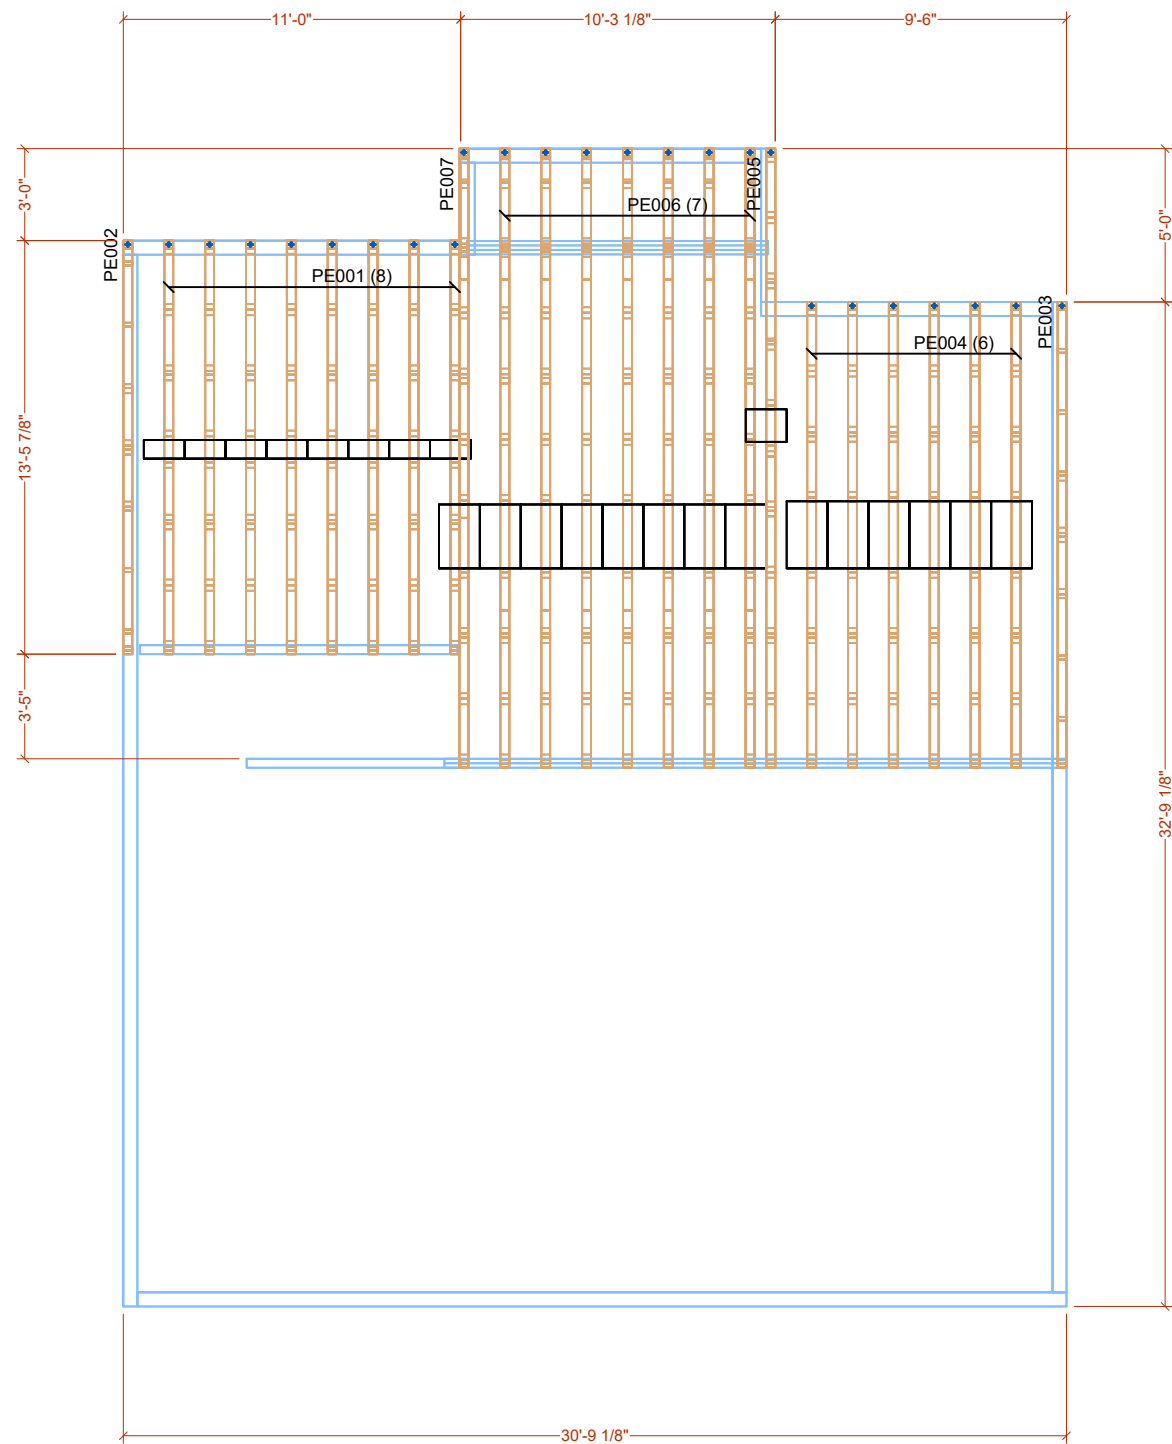 11'-0"
10'-3 1/8"
9'-6"
3'-0"
PE007
PE005
5'-0"
PE006 (7)
PE002
PE001 (8)
PE003
PE004 (6)
13'-5 7/8"
3'-5"
32'-9 1/8"
30'-9 1/8"